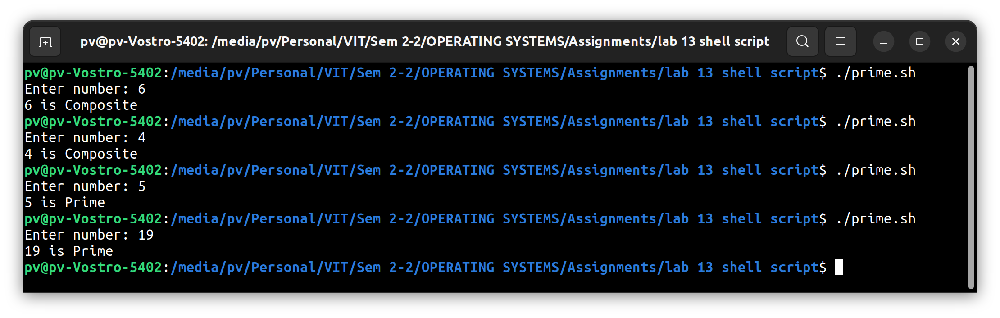 pv@pv-Vostro-5402: /media/pv/Personal/VIT/Sem 2-2/OPERATING SYSTEMS/Assignments/lab 13 shell script
pv@pv-Vostro-5402:/media/pv/Personal/VIT/Sem 2-2/OPERATING SYSTEMS/Assignments/lab 13 shell script$ ./prime.sh
Enter number: 6
6 is Composite
pv@pv-Vostro-5402:/media/pv/Personal/VIT/Sem 2-2/OPERATING SYSTEMS/Assignments/lab 13 shell script$ ./prime.sh
Enter number: 4
4 is Composite
pv@pv-Vostro-5402:/media/pv/Personal/VIT/Sem 2-2/OPERATING SYSTEMS/Assignments/lab 13 shell script$ ./prime.sh
Enter number: 5
5 is Prime
pv@pv-Vostro-5402:/media/pv/Personal/VIT/Sem 2-2/OPERATING SYSTEMS/Assignments/lab 13 shell script$ ./prime.sh
Enter number: 19
19 is Prime
pv@pv-Vostro-5402:/media/pv/Personal/VIT/Sem 2-2/OPERATING SYSTEMS/Assignments/lab 13 shell script$